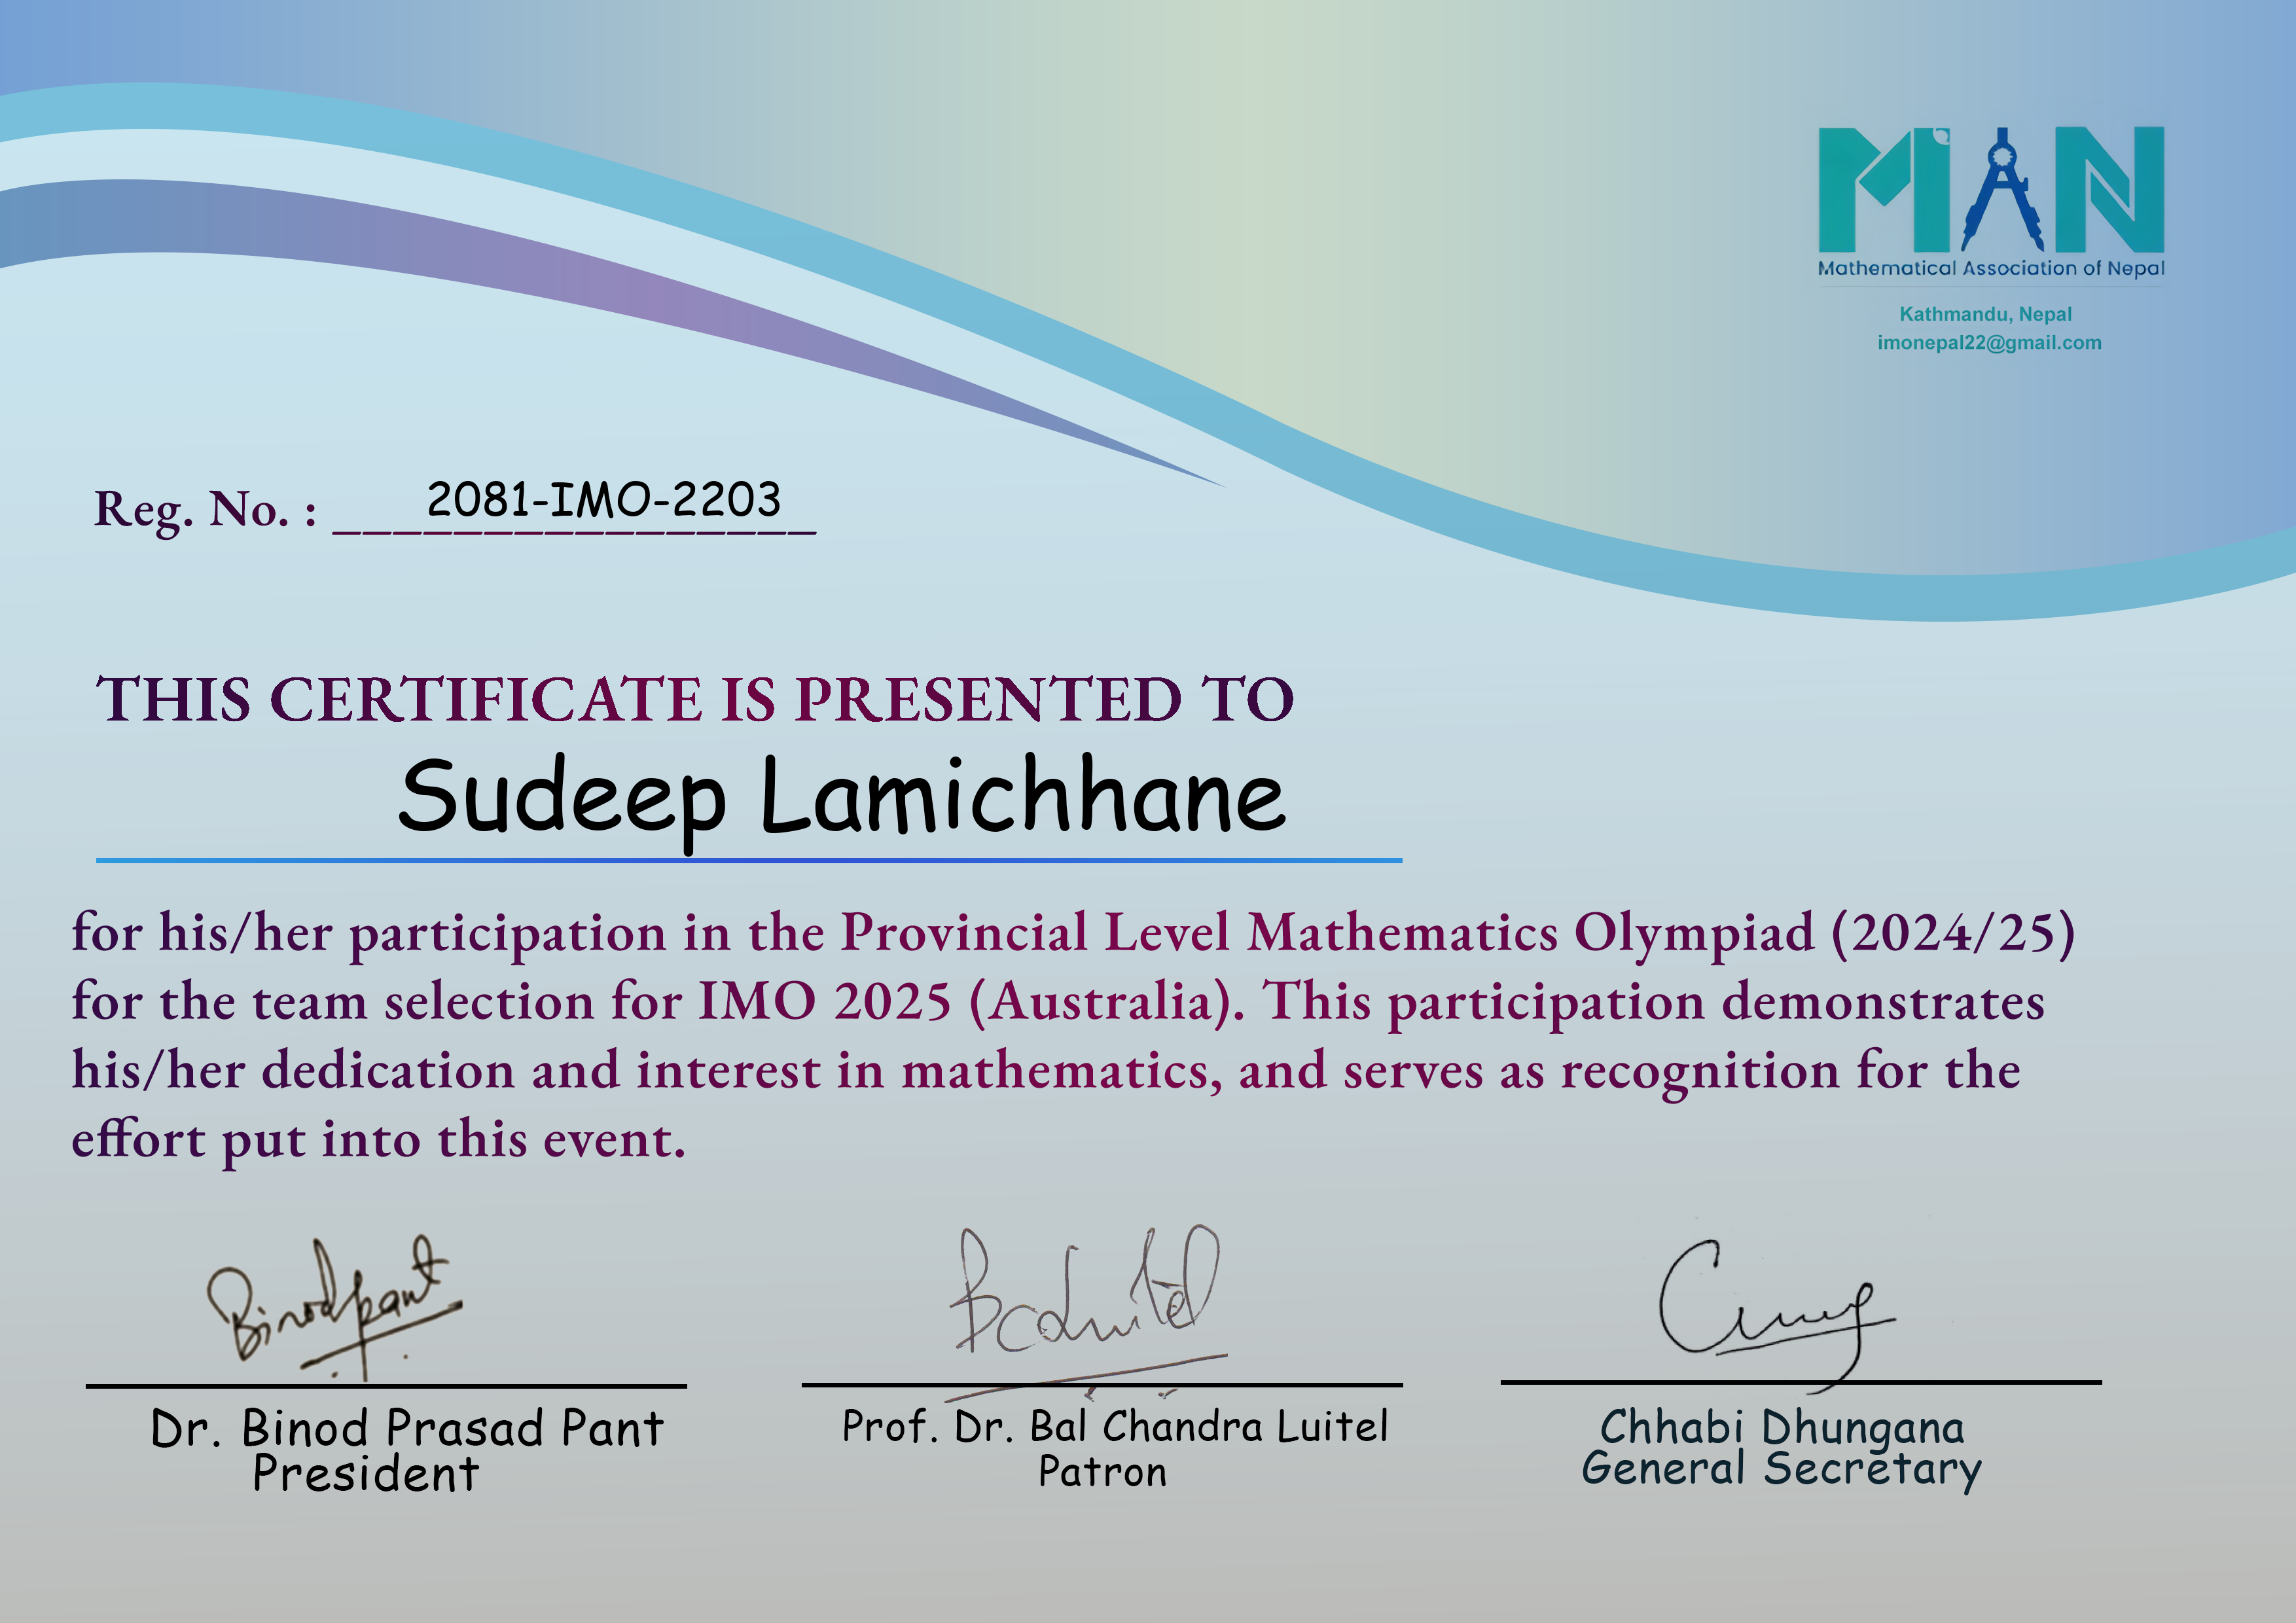 MAN
Mathematical Association of Nepal
Kathmandu, Nepal
imonepal22@gmail.com
Reg. No. : 2081-IMO-2203
THIS CERTIFICATE IS PRESENTED TO
Sudeep Lamichhane
for his/her participation in the Provincial Level Mathematics Olympiad (2024/25)
for the team selection for IMO 2025 (Australia). This participation demonstrates
his/her dedication and interest in mathematics, and serves as recognition for the
effort put into this event.
Binodpant
Dr. Binod Prasad Pant
President
Prof. Dr. Bal Chandra Luitel
Patron
Chhabi Dhungana
General Secretary